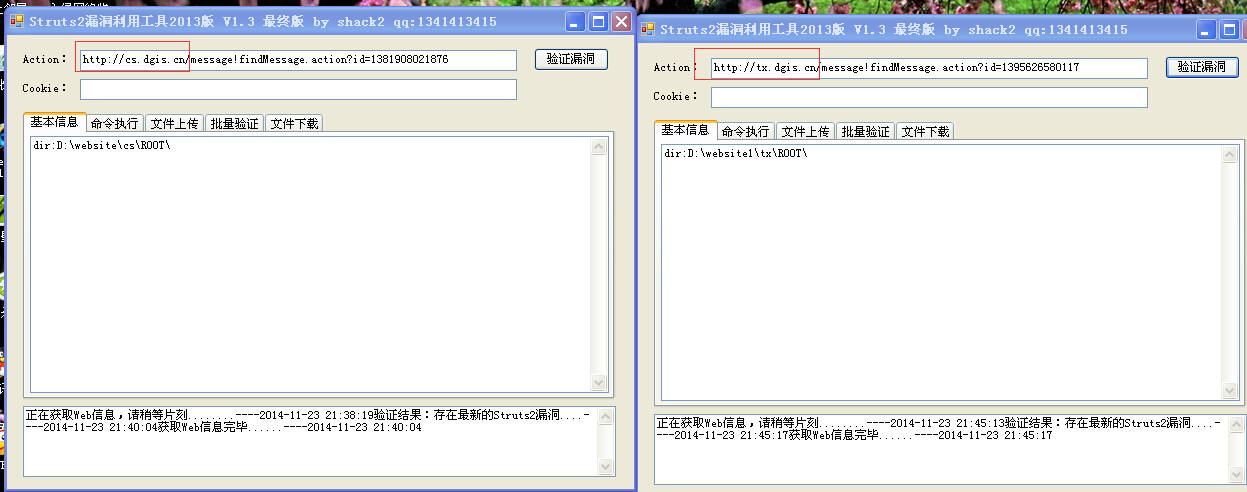 Struts2漏洞利用工具2013版 V1.3 最终版 by shack2 qq:1341413415
Action：
http://cs.dgis.cn/message!findMessage.action?id=1381908021876
验证漏洞
Cookie：
基本信息 命令执行 文件上传 批量验证 文件下载
dir:D:\website\cs\ROOT\
正在获取Web信息，请稍等片刻........----2014-11-23 21:38:19验证结果：存在最新的Struts2漏洞....-
---2014-11-23 21:40:04获取Web信息完毕......----2014-11-23 21:40:04
Struts2漏洞利用工具2013版 V1.3 最终版 by shack2 qq:1341413415
Action：
http://tx.dgis.cn/message!findMessage.action?id=1395626580117
验证漏洞
Cookie：
基本信息 命令执行 文件上传 批量验证 文件下载
dir:D:\website1\tx\ROOT\
正在获取Web信息，请稍等片刻........----2014-11-23 21:45:13验证结果：存在最新的Struts2漏洞....-
---2014-11-23 21:45:17获取Web信息完毕......----2014-11-23 21:45:17